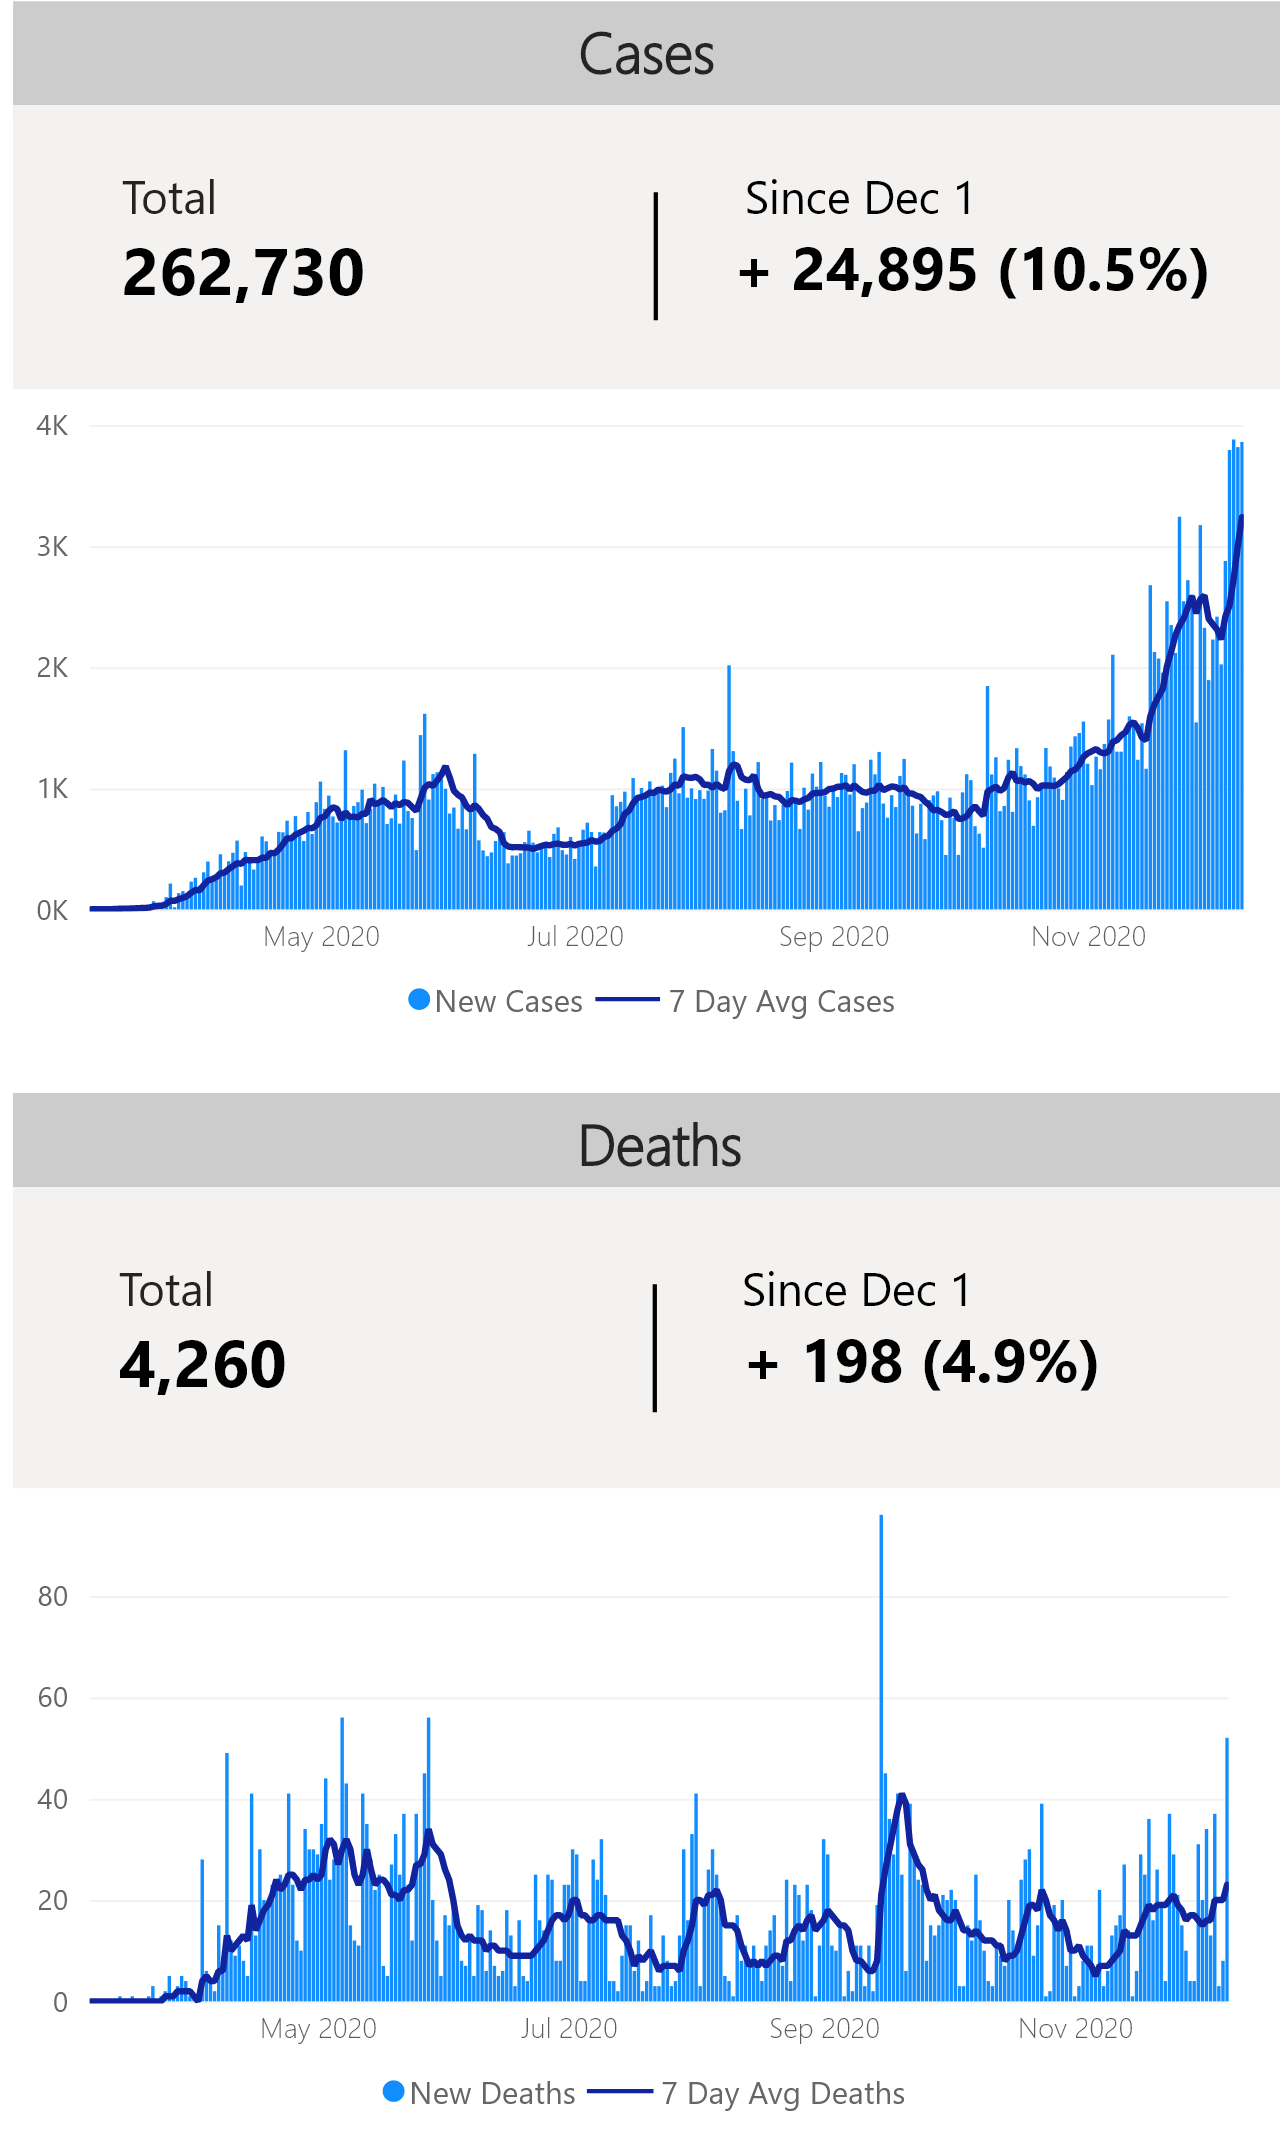 Cases
Total
Since Dec 1
262,730
+ 24,895 (10.5%)
4K
3K
2K
1K
0K
May 2020
Jul 2020
Sep 2020
Nov 2020
New Cases
7 Day Avg Cases
Deaths
Total
Since Dec 1
4,260
+ 198 (4.9%)
80
60
40
20
0
May 2020
Jul 2020
Sep 2020
Nov 2020
New Deaths
7 Day Avg Deaths